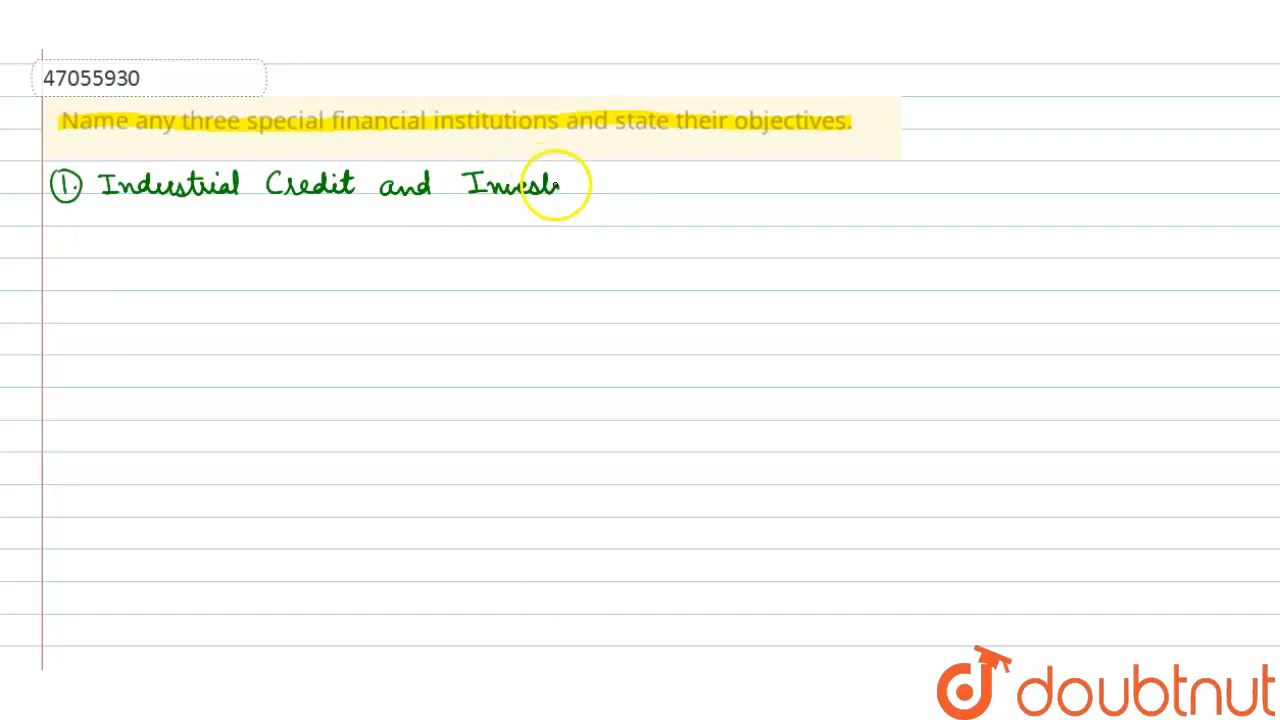 47055930
Name any three special financial institutions and state their objectives.
1. Industrial Credit and Invest
doubtnut